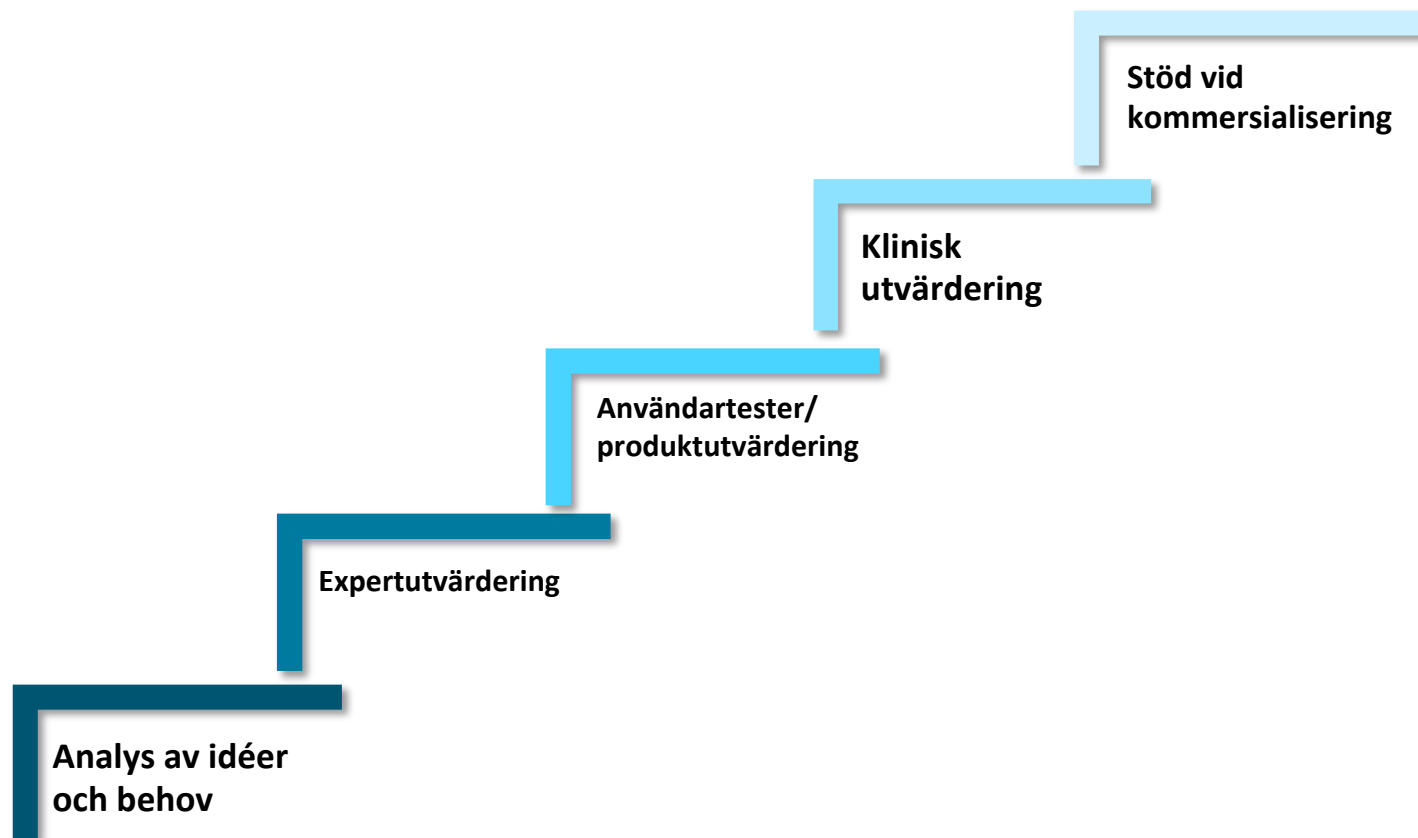 Stöd vid
kommersialisering
Klinisk
utvärdering
Användartester/
produktutvärdering
Expertutvärdering
Analys av idéer
och behov